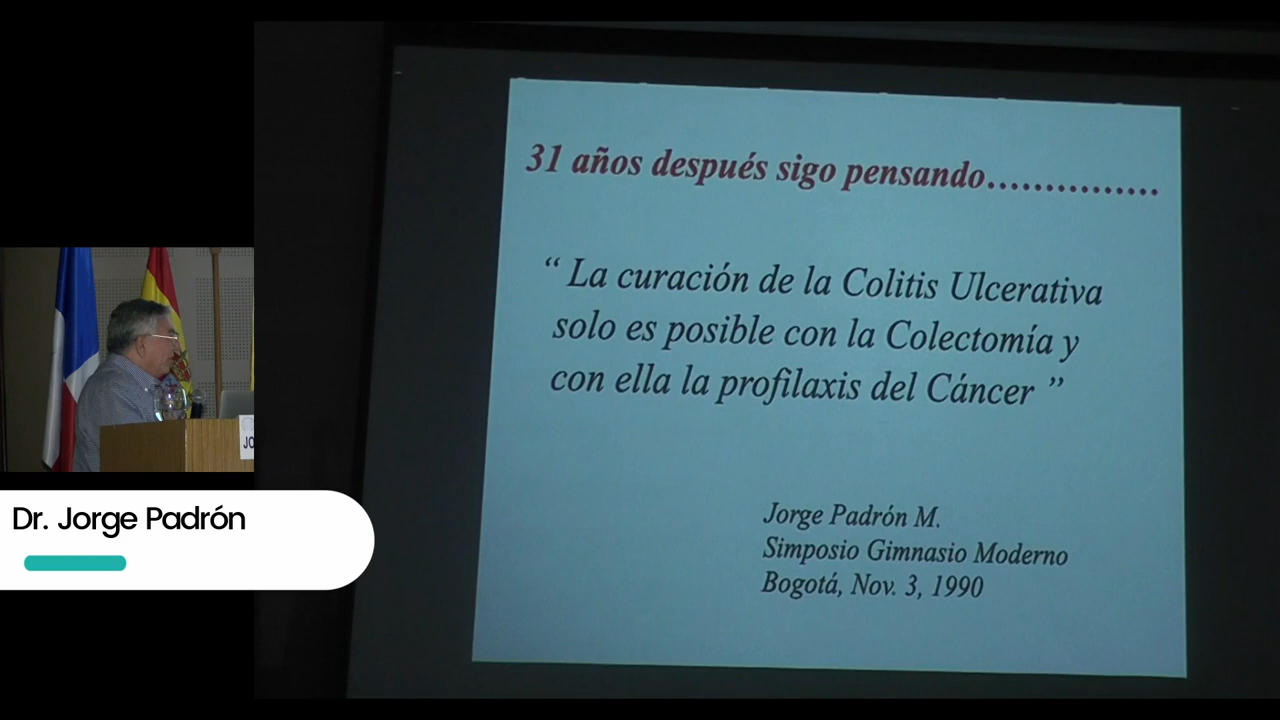 31 años después sigo pensando...............
“ La curación de la Colitis Ulcerativa
solo es posible con la Colectomía y
con ella la profilaxis del Cáncer ”
Jorge Padrón M.
Simposio Gimnasio Moderno
Bogotá, Nov. 3, 1990
JO
Dr. Jorge Padrón